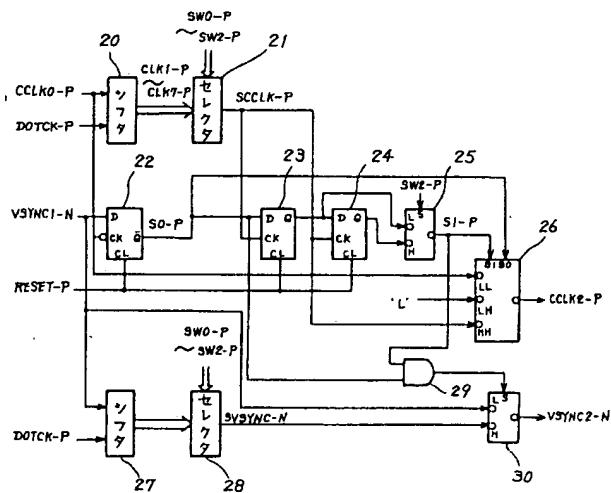 SW0-P
~SW2-P
20
21
CLK1-P
~CLK7-P
CCLK0-P
DOTCK-P
シフタ
セレクタ
SCCLK-P
22
23
24
25
SW2-P
VSYNC1-N
D
CK
Q̄
CL
S0-P
D
Q
CK
CL
D
Q
CK
CL
L
S
H
S1-P
26
S1
S0
LL
LH
HH
CCLK2-P
RESET-P
'L'
SW0-P
~SW2-P
29
DOTCK-P
シフタ
セレクタ
SVSYNC-N
L
S
H
VSYNC2-N
27
28
30